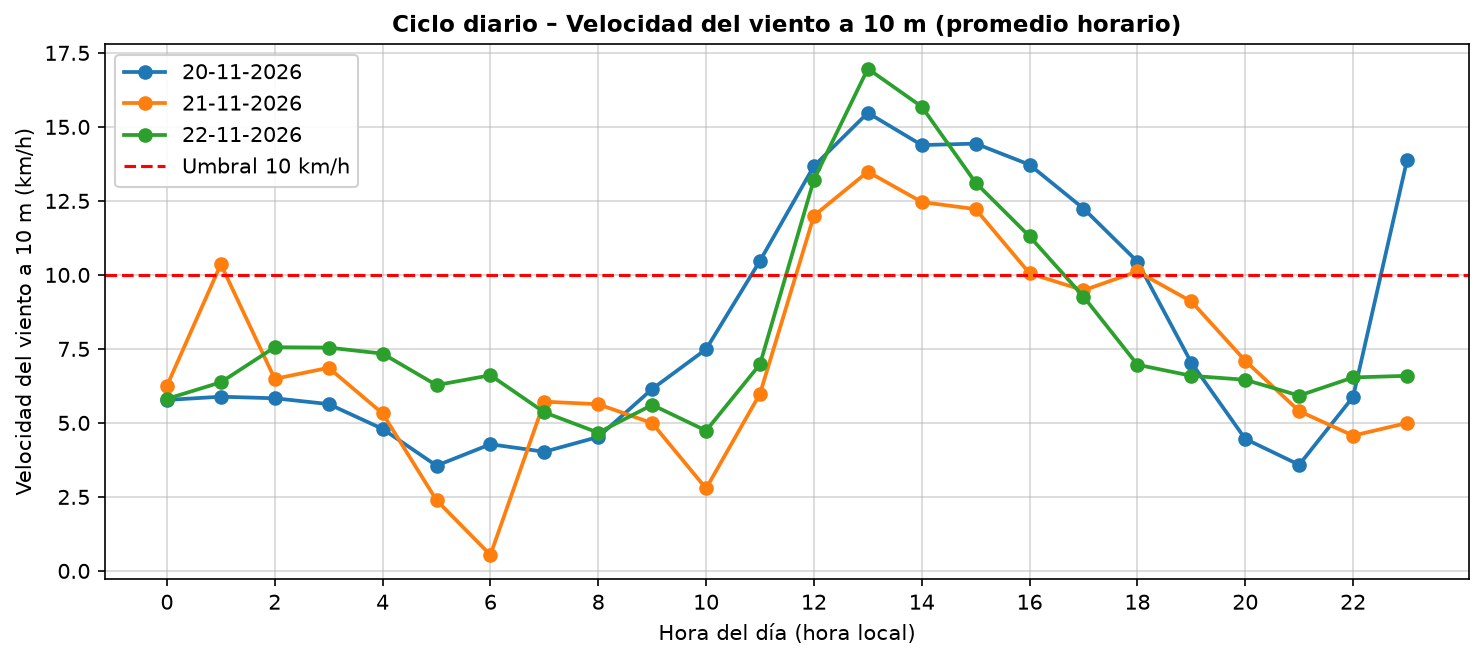 Ciclo diario – Velocidad del viento a 10 m (promedio horario)
Velocidad del viento a 10 m (km/h)
17.5
15.0
12.5
10.0
7.5
5.0
2.5
0.0
20-11-2026
21-11-2026
22-11-2026
Umbral 10 km/h
0 2 4 6 8 10 12 14 16 18 20 22
Hora del día (hora local)